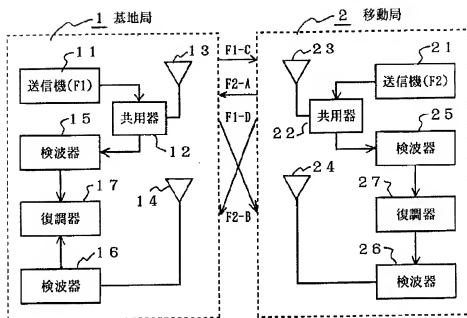 1 基地局
11
送信機(F1)
13
共用器
12
15
検波器
17
復調器
14
16
検波器
F1-C
F2-A
F1-D
F2-B
2 移動局
23
21
送信機(F2)
共用器
22
25
検波器
24
27
復調器
26
検波器